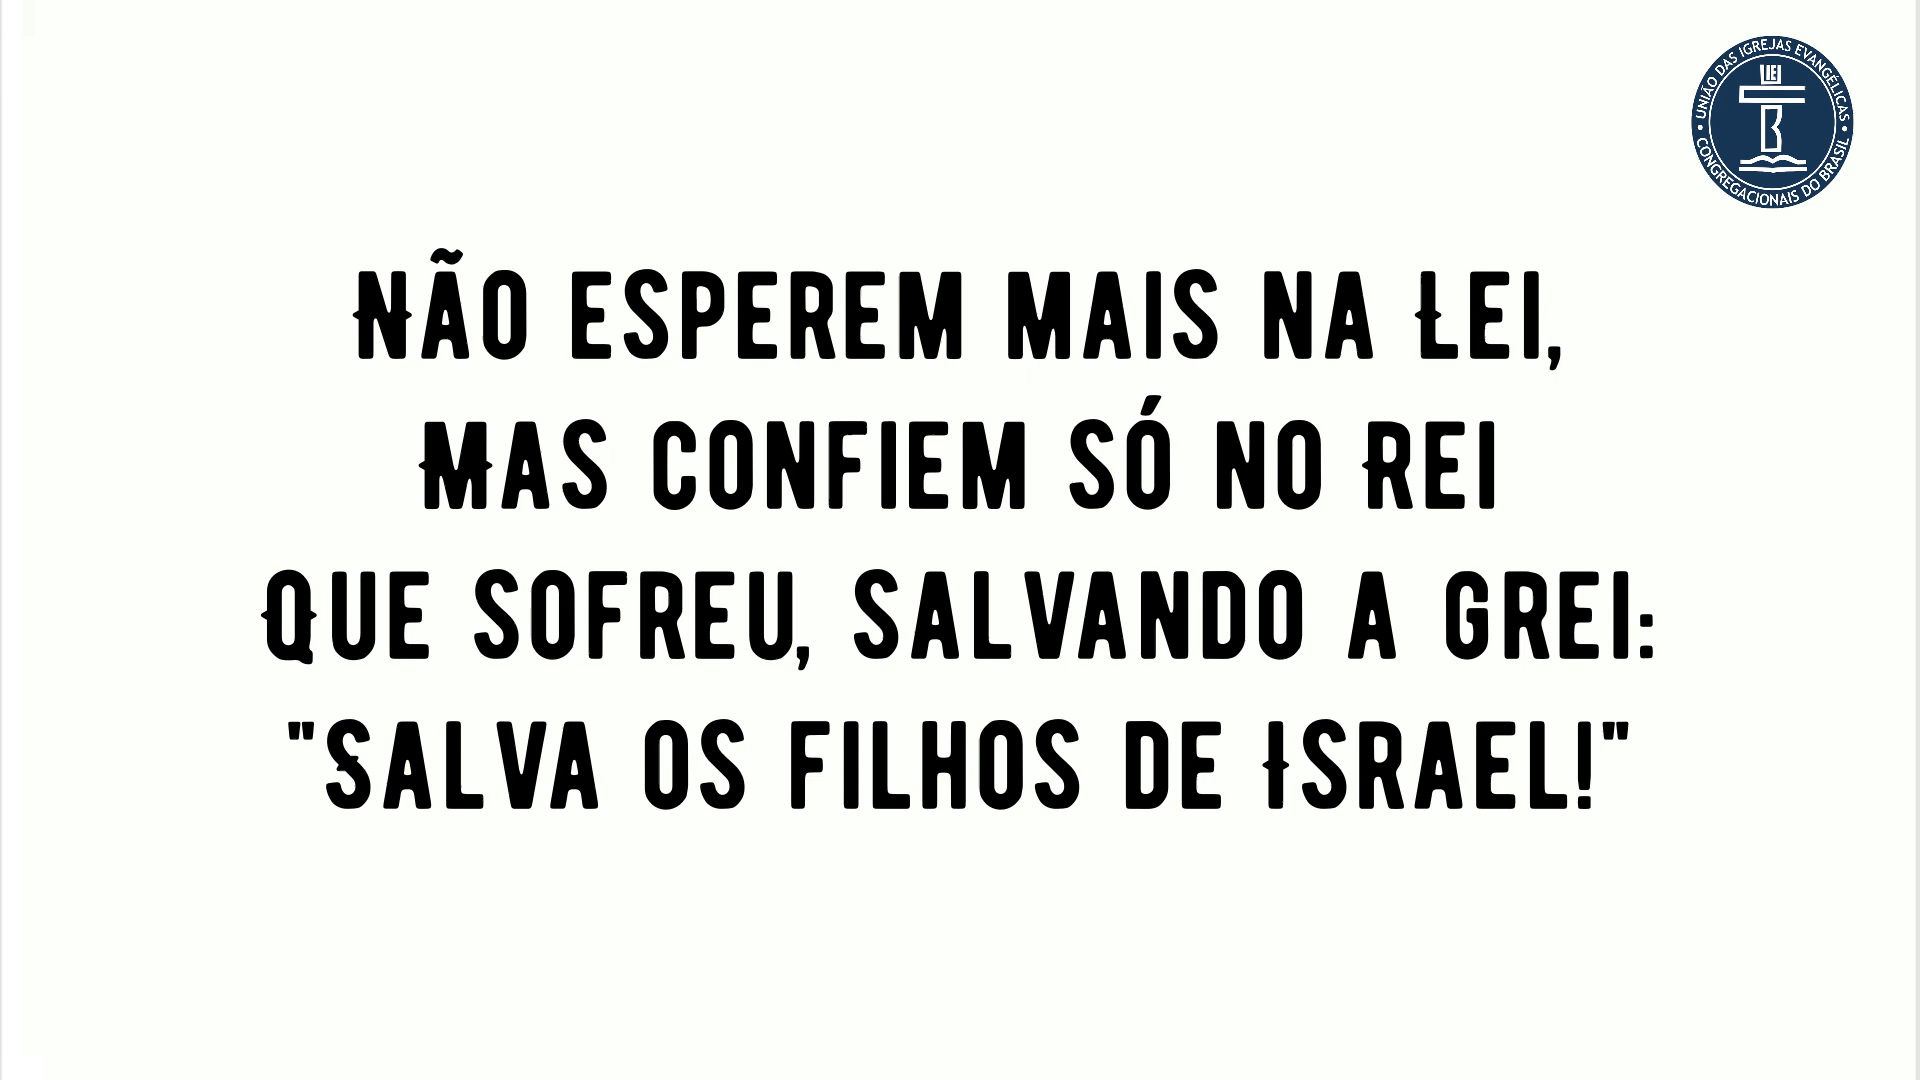 UNIÃO DAS IGREJAS EVANGÉLICAS
CONGREGACIONAIS DO BRASIL
Não esperem mais na Lei,
Mas confiem só no Rei
Que sofreu, salvando a grei:
"Salva os filhos de Israel!"